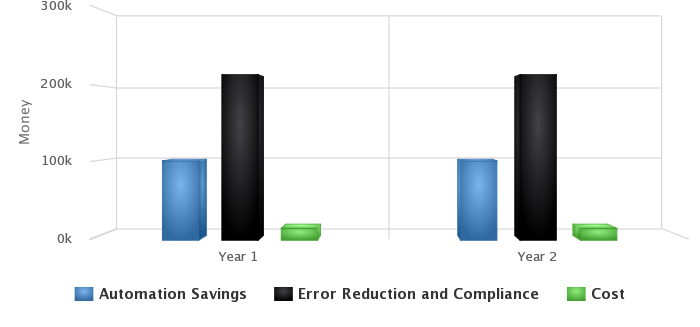 300k
200k
100k
0k
Money
Year 1 Year 2
Automation Savings Error Reduction and Compliance Cost